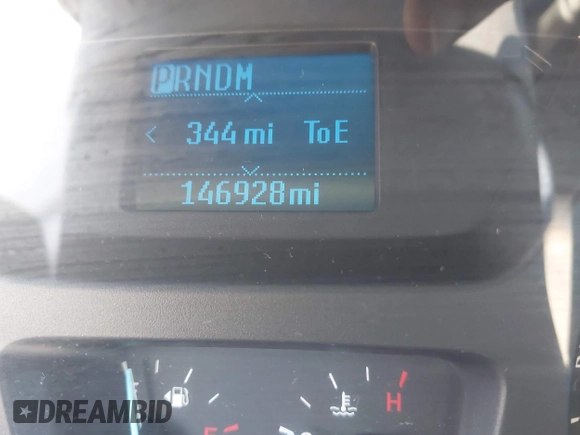 PRNDM
< 344 mi ToE
146928mi
H
E
DREAMBID